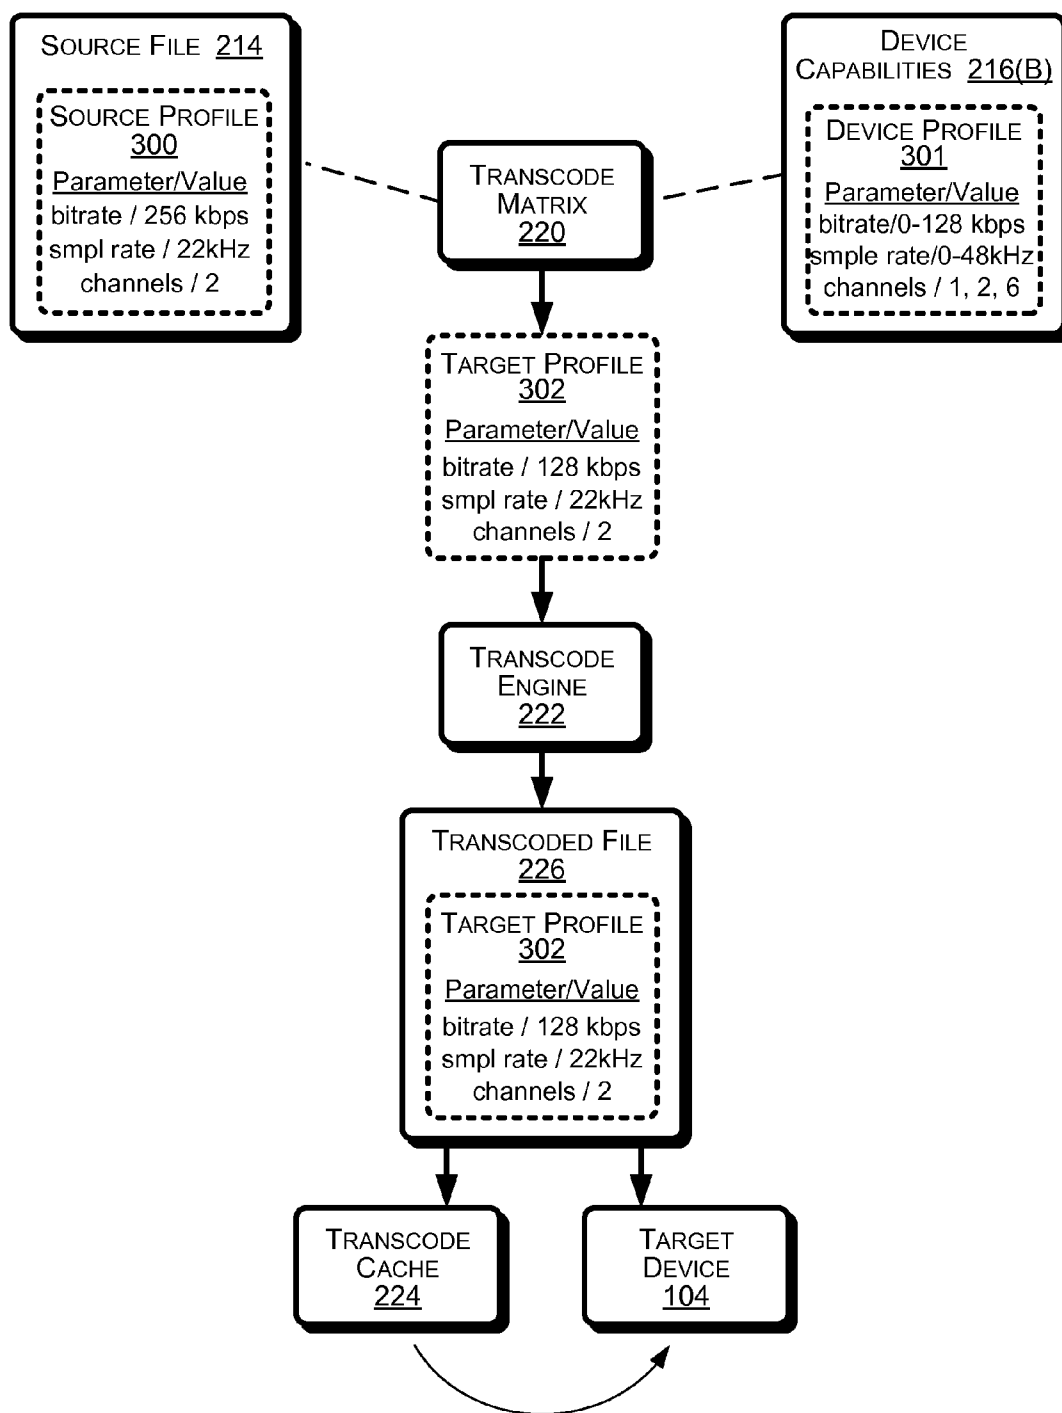 SOURCE FILE 214
SOURCE PROFILE
300
Parameter/Value
bitrate / 256 kbps
smpl rate / 22kHz
channels / 2
DEVICE
CAPABILITIES 216(B)
DEVICE PROFILE
301
Parameter/Value
bitrate/0-128 kbps
smple rate/0-48kHz
channels / 1, 2, 6
TRANSCODE
MATRIX
220
TARGET PROFILE
302
Parameter/Value
bitrate / 128 kbps
smpl rate / 22kHz
channels / 2
TRANSCODE
ENGINE
222
TRANSCODED FILE
226
TARGET PROFILE
302
Parameter/Value
bitrate / 128 kbps
smpl rate / 22kHz
channels / 2
TRANSCODE
CACHE
224
TARGET
DEVICE
104